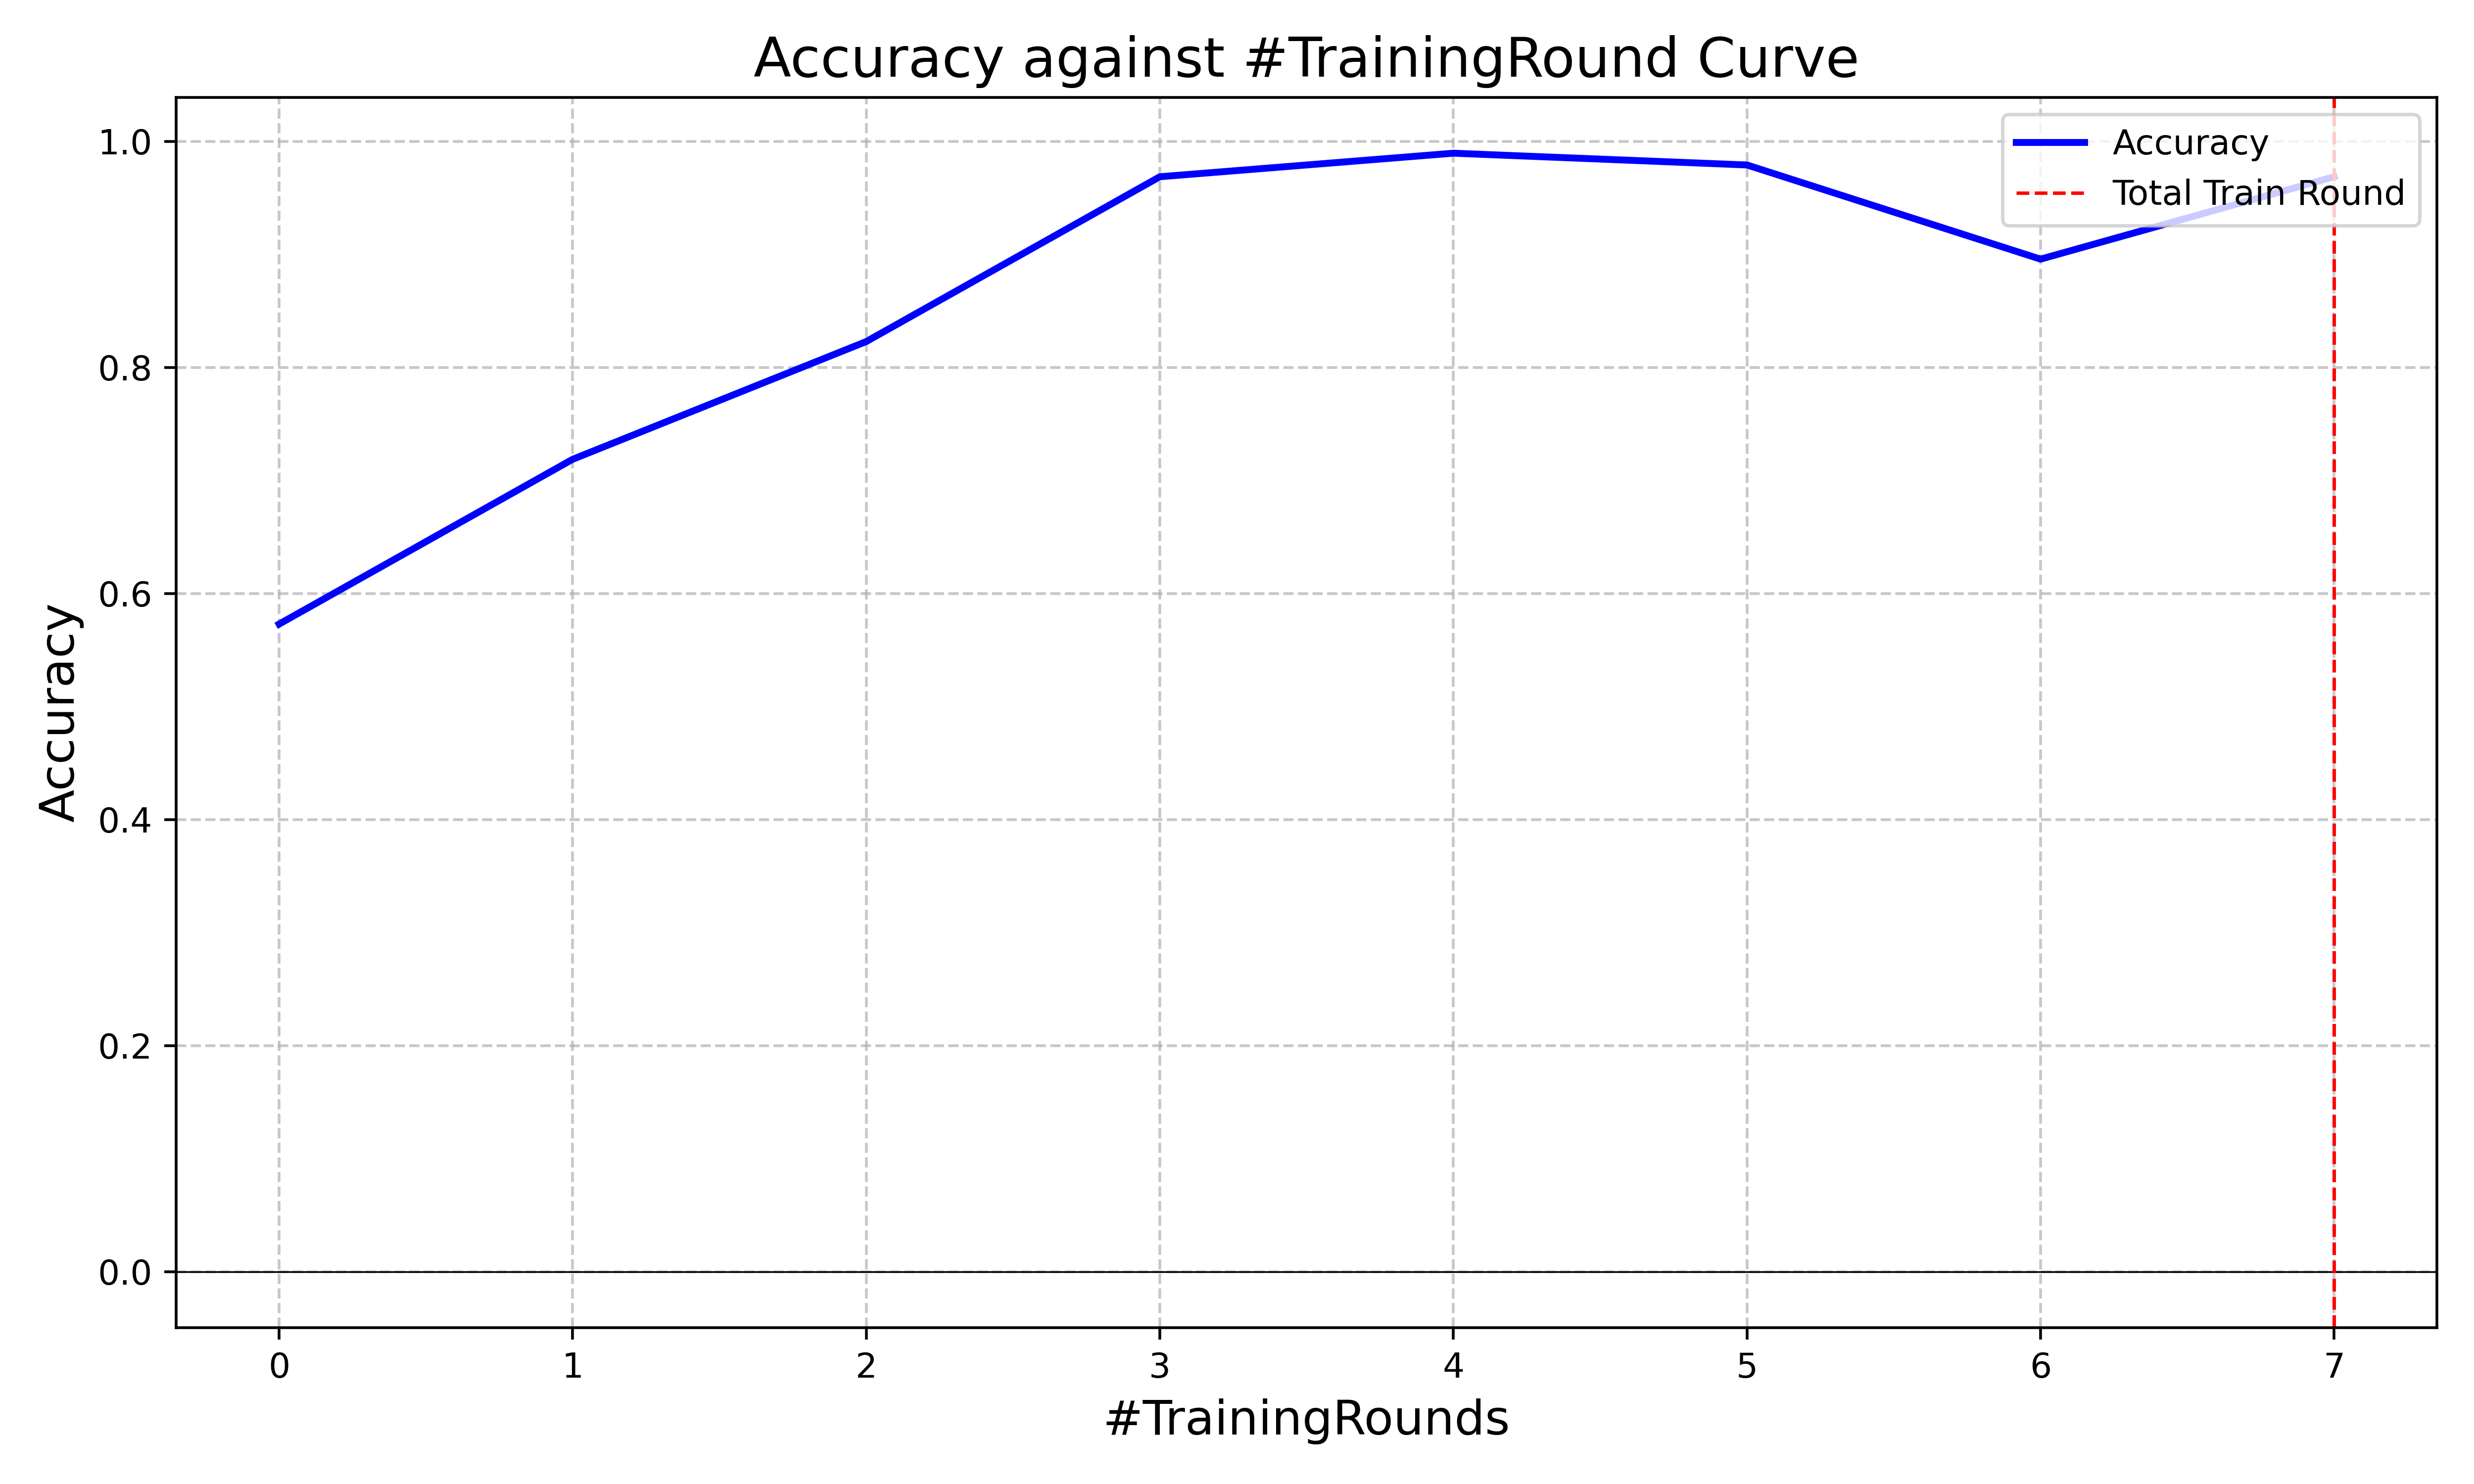 Accuracy against #TrainingRound Curve
Accuracy
Total Train Round
Accuracy
1.0
0.8
0.6
0.4
0.2
0.0
0 1 2 3 4 5 6 7
#TrainingRounds